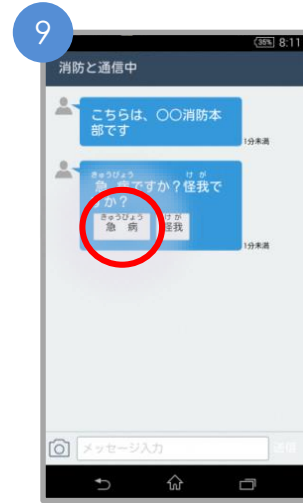 9
35% 8:11
消防と通信中
こちらは、〇〇消防本
部です
1分未満
きゅうびょう けが
急 病ですか？怪我で
すか？
きゅうびょう けが
急 病 怪我
1分未満
メッセージ入力
送信